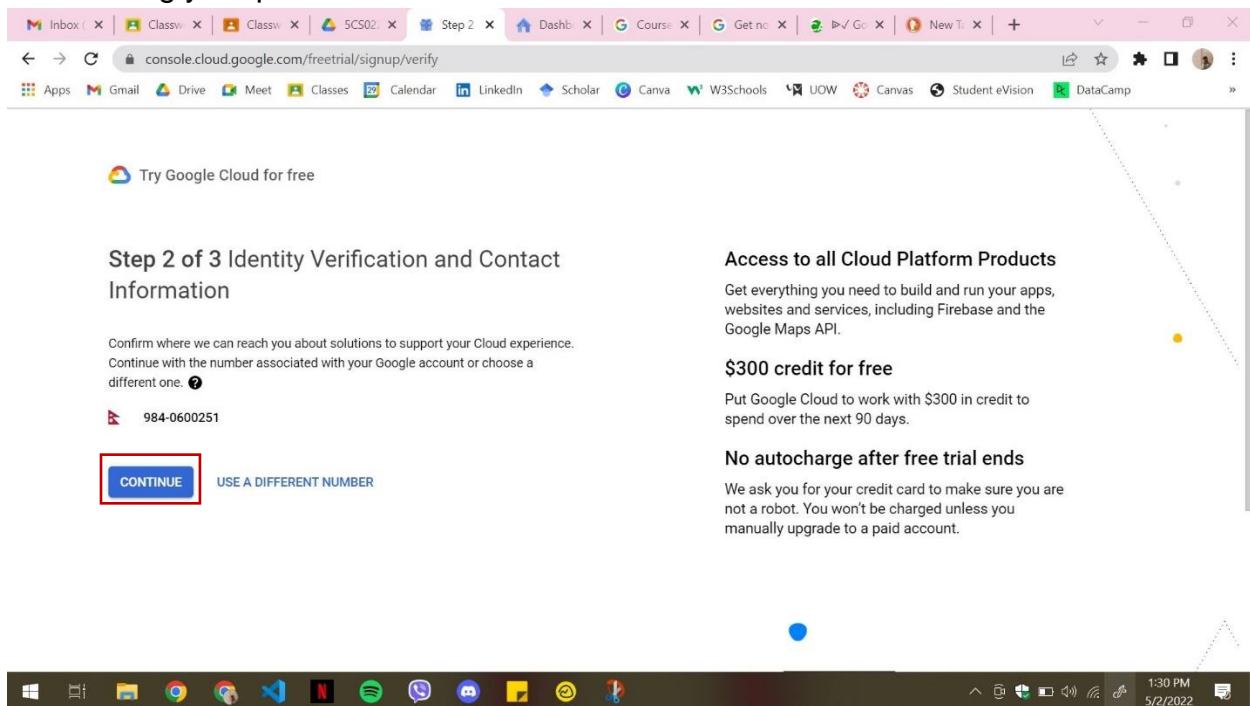 Inbox ( Classw Classw 5CS02 Step 2 Dashb Course Get no Go New T
console.cloud.google.com/freetrial/signup/verify
Apps Gmail Drive Meet Classes Calendar LinkedIn Scholar Canva W3Schools UOW Canvas Student eVision DataCamp »
Try Google Cloud for free
Step 2 of 3 Identity Verification and Contact
Information
Confirm where we can reach you about solutions to support your Cloud experience.
Continue with the number associated with your Google account or choose a
different one.
984-0600251
CONTINUE USE A DIFFERENT NUMBER
Access to all Cloud Platform Products
Get everything you need to build and run your apps,
websites and services, including Firebase and the
Google Maps API.
$300 credit for free
Put Google Cloud to work with $300 in credit to
spend over the next 90 days.
No autocharge after free trial ends
We ask you for your credit card to make sure you are
not a robot. You won't be charged unless you
manually upgrade to a paid account.
1:30 PM
5/2/2022